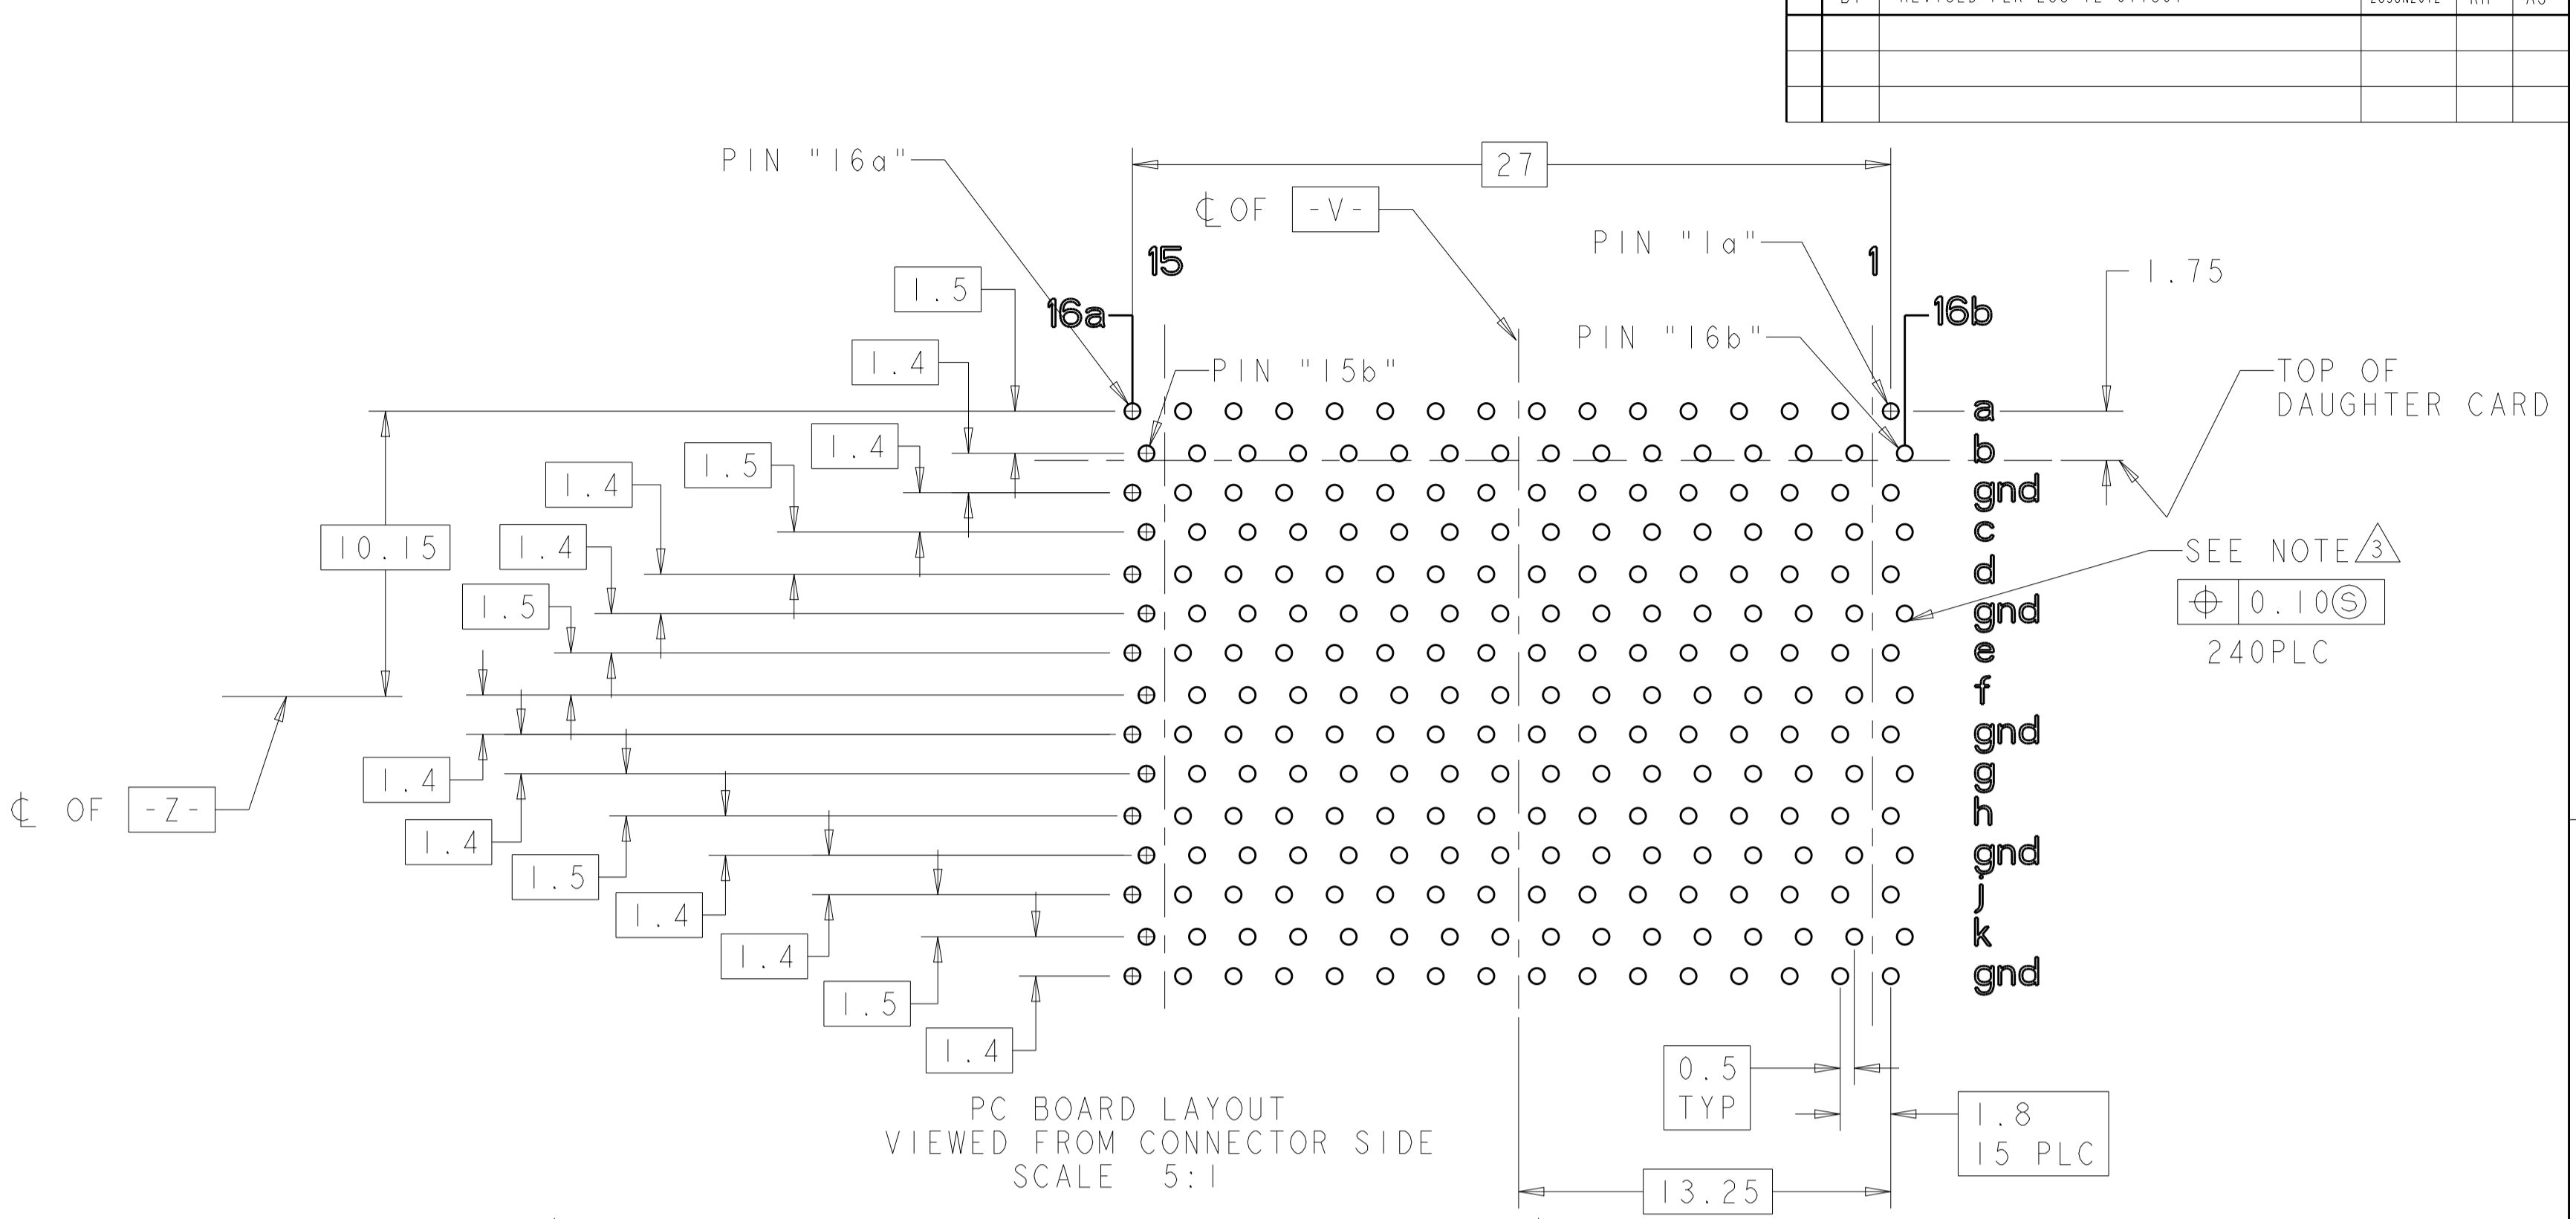 PIN "16a"
27
℄ OF -V-
PIN "1a"
15
1
1.75
1.5
16a
16b
PIN "16b"
1.4
PIN "15b"
TOP OF
DAUGHTER CARD
a
1.4
b
1.5
1.4
gnd
c
10.15
1.4
SEE NOTE 3
d
⌖ 0.10Ⓢ
1.5
gnd
240PLC
e
f
gnd
1.4
g
℄ OF -Z-
h
1.4
gnd
1.5
j
1.4
k
1.4
gnd
1.5
1.4
0.5
TYP
PC BOARD LAYOUT
VIEWED FROM CONNECTOR SIDE
SCALE 5:1
1.8
15 PLC
13.25